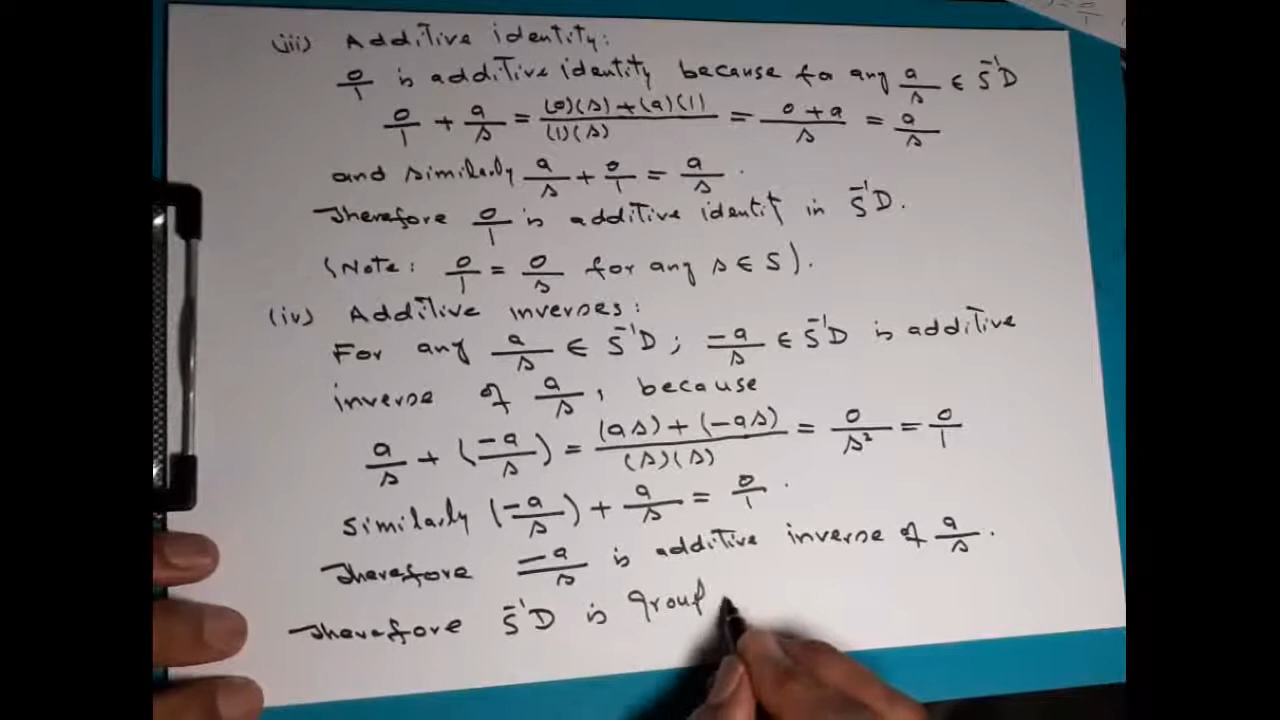 (iii) Additive identity:
0/1 is additive identity because for any a/s ∈ S⁻¹D
0/1 + a/s = (0)(s)+(a)(1)/(1)(s) = 0+a/s = a/s
and similarly a/s + 0/1 = a/s .
Therefore 0/1 is additive identit in S⁻¹D.
(Note: 0/1 = 0/s for any s ∈ S).
(iv) Additive inverses:
For any a/s ∈ S⁻¹D ; -a/s ∈ S⁻¹D is additive
inverse of a/s , because
a/s + (-a/s) = (as)+(-as)/(s)(s) = 0/s² = 0/1
Similarly (-a/s) + a/s = 0/1 .
Therefore -a/s is additive inverse of a/s .
Therefore S⁻¹D is group